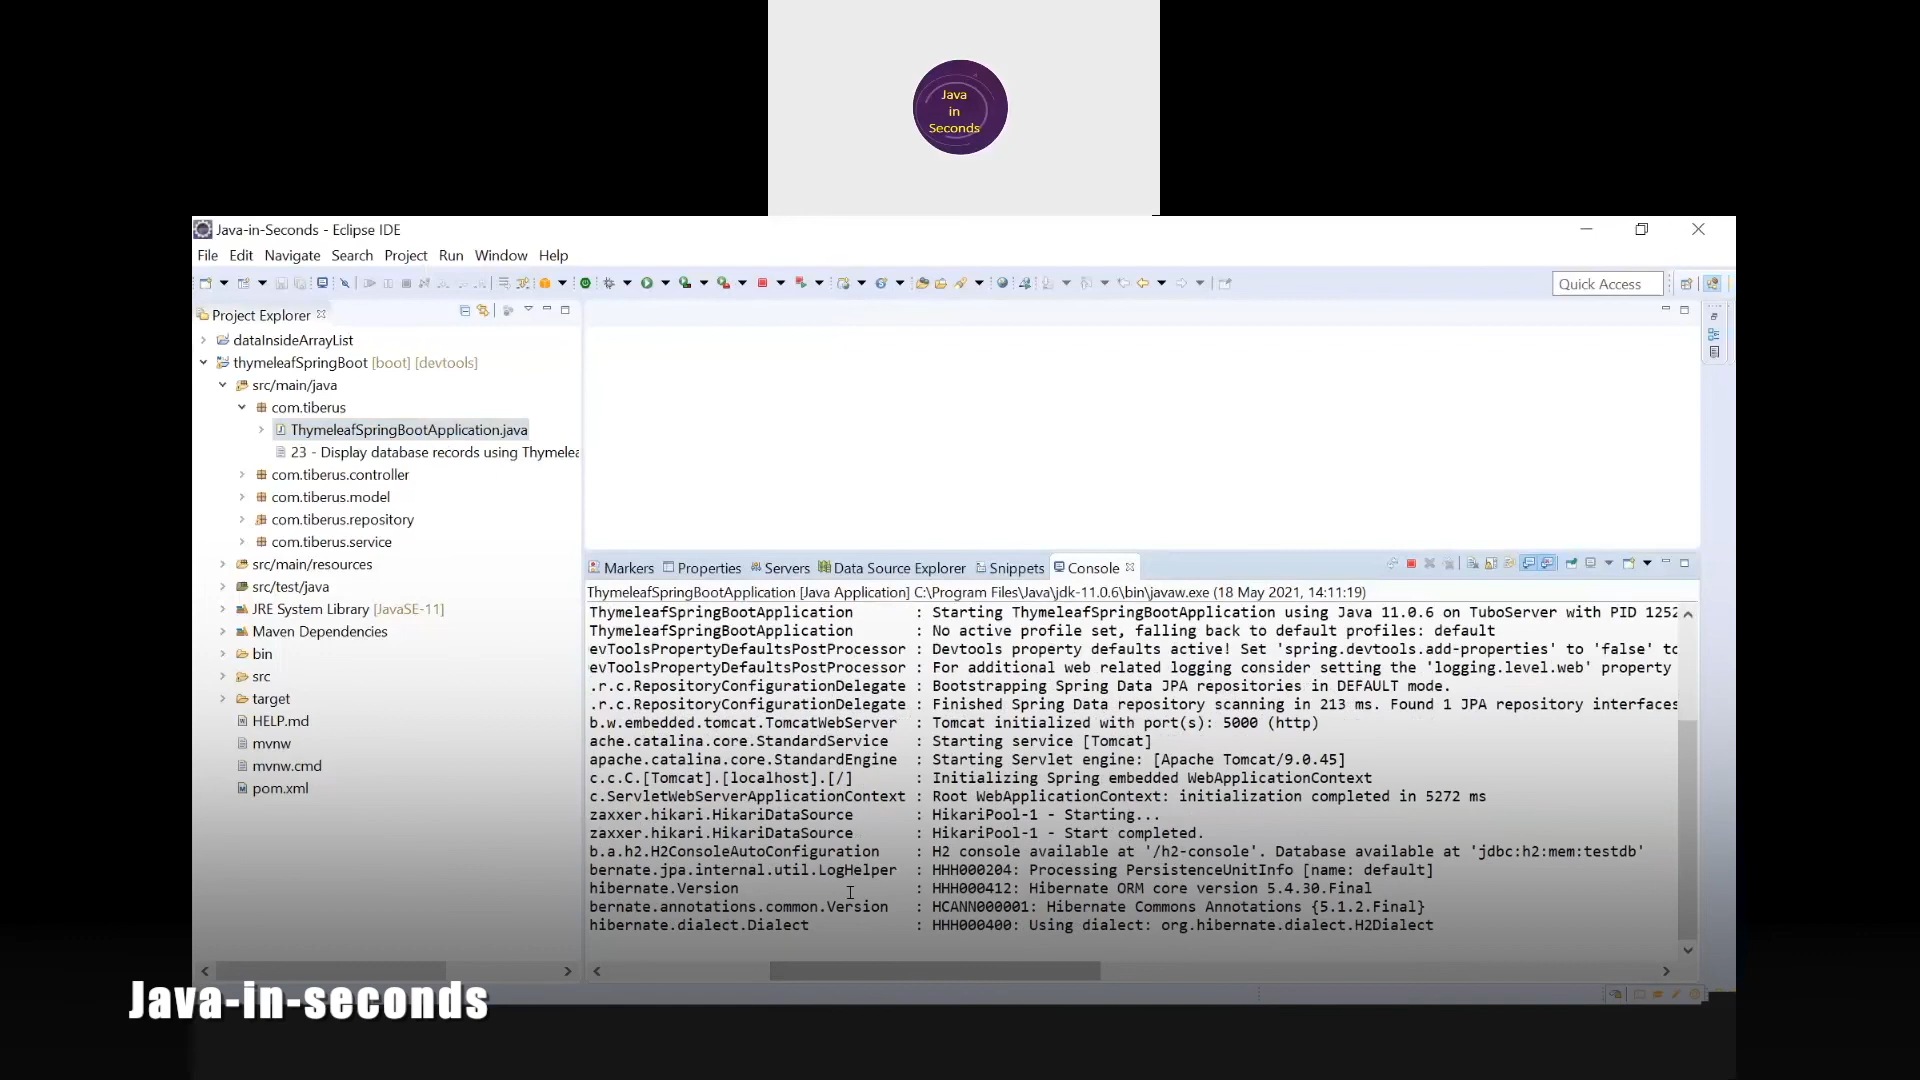 Java
in
Seconds
Java-in-Seconds - Eclipse IDE
File Edit Navigate Search Project Run Window Help
Quick Access
Project Explorer
dataInsideArrayList
thymeleafSpringBoot [boot] [devtools]
src/main/java
com.tiberus
ThymeleafSpringBootApplication.java
23 - Display database records using Thymelea
com.tiberus.controller
com.tiberus.model
com.tiberus.repository
com.tiberus.service
src/main/resources
src/test/java
JRE System Library [JavaSE-11]
Maven Dependencies
bin
src
target
HELP.md
mvnw
mvnw.cmd
pom.xml
Markers Properties Servers Data Source Explorer Snippets Console
ThymeleafSpringBootApplication [Java Application] C:\Program Files\Java\jdk-11.0.6\bin\javaw.exe (18 May 2021, 14:11:19)
ThymeleafSpringBootApplication : Starting ThymeleafSpringBootApplication using Java 11.0.6 on TuboServer with PID 1252
ThymeleafSpringBootApplication : No active profile set, falling back to default profiles: default
evToolsPropertyDefaultsPostProcessor : Devtools property defaults active! Set 'spring.devtools.add-properties' to 'false' to
evToolsPropertyDefaultsPostProcessor : For additional web related logging consider setting the 'logging.level.web' property
.r.c.RepositoryConfigurationDelegate : Bootstrapping Spring Data JPA repositories in DEFAULT mode.
.r.c.RepositoryConfigurationDelegate : Finished Spring Data repository scanning in 213 ms. Found 1 JPA repository interfaces
b.w.embedded.tomcat.TomcatWebServer : Tomcat initialized with port(s): 5000 (http)
ache.catalina.core.StandardService : Starting service [Tomcat]
apache.catalina.core.StandardEngine : Starting Servlet engine: [Apache Tomcat/9.0.45]
c.c.C.[Tomcat].[localhost].[/] : Initializing Spring embedded WebApplicationContext
c.ServletWebServerApplicationContext : Root WebApplicationContext: initialization completed in 5272 ms
zaxxer.hikari.HikariDataSource : HikariPool-1 - Starting...
zaxxer.hikari.HikariDataSource : HikariPool-1 - Start completed.
b.a.h2.H2ConsoleAutoConfiguration : H2 console available at '/h2-console'. Database available at 'jdbc:h2:mem:testdb'
bernate.jpa.internal.util.LogHelper : HHH000204: Processing PersistenceUnitInfo [name: default]
hibernate.Version : HHH000412: Hibernate ORM core version 5.4.30.Final
bernate.annotations.common.Version : HCANN000001: Hibernate Commons Annotations {5.1.2.Final}
hibernate.dialect.Dialect : HHH000400: Using dialect: org.hibernate.dialect.H2Dialect
Java-in-seconds